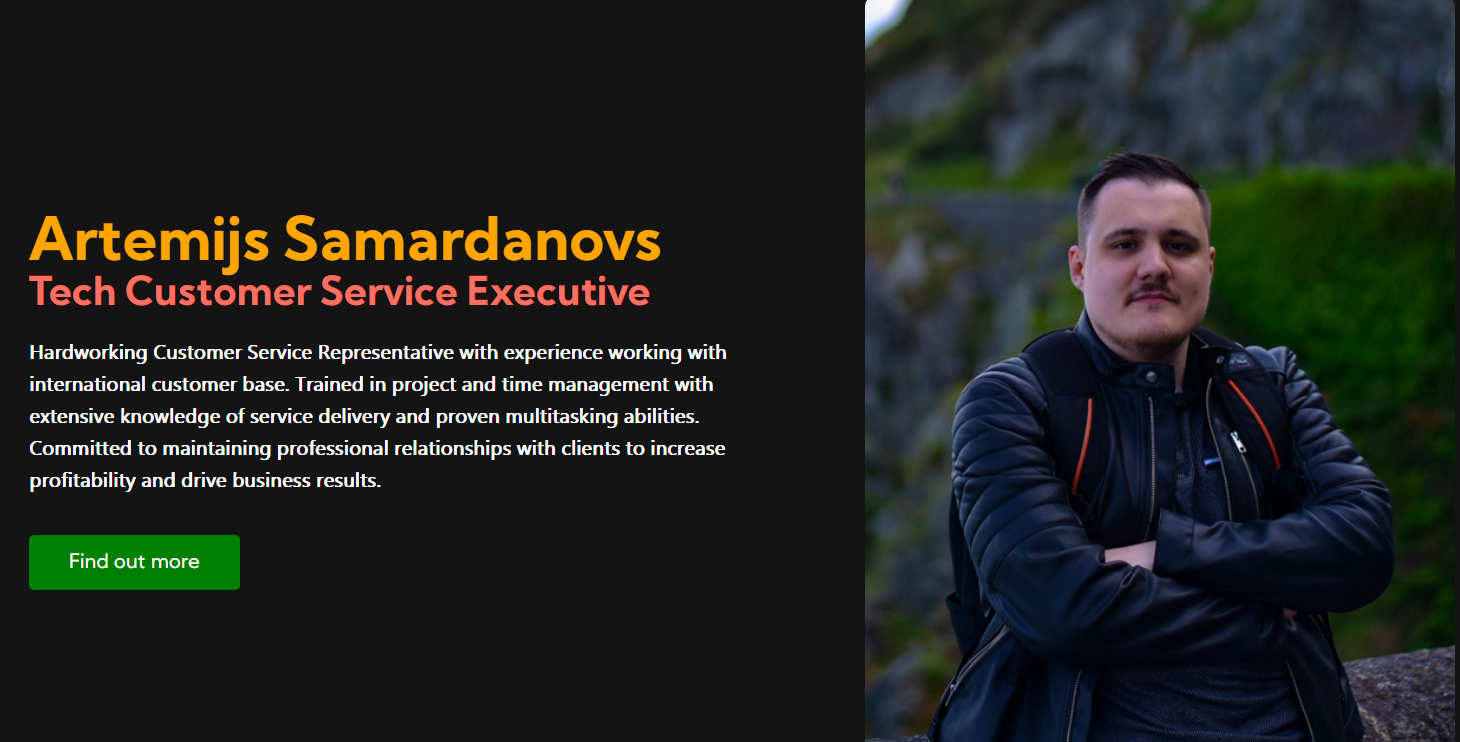 Artemijs Samardanovs
Tech Customer Service Executive
Hardworking Customer Service Representative with experience working with
international customer base. Trained in project and time management with
extensive knowledge of service delivery and proven multitasking abilities.
Committed to maintaining professional relationships with clients to increase
profitability and drive business results.
Find out more